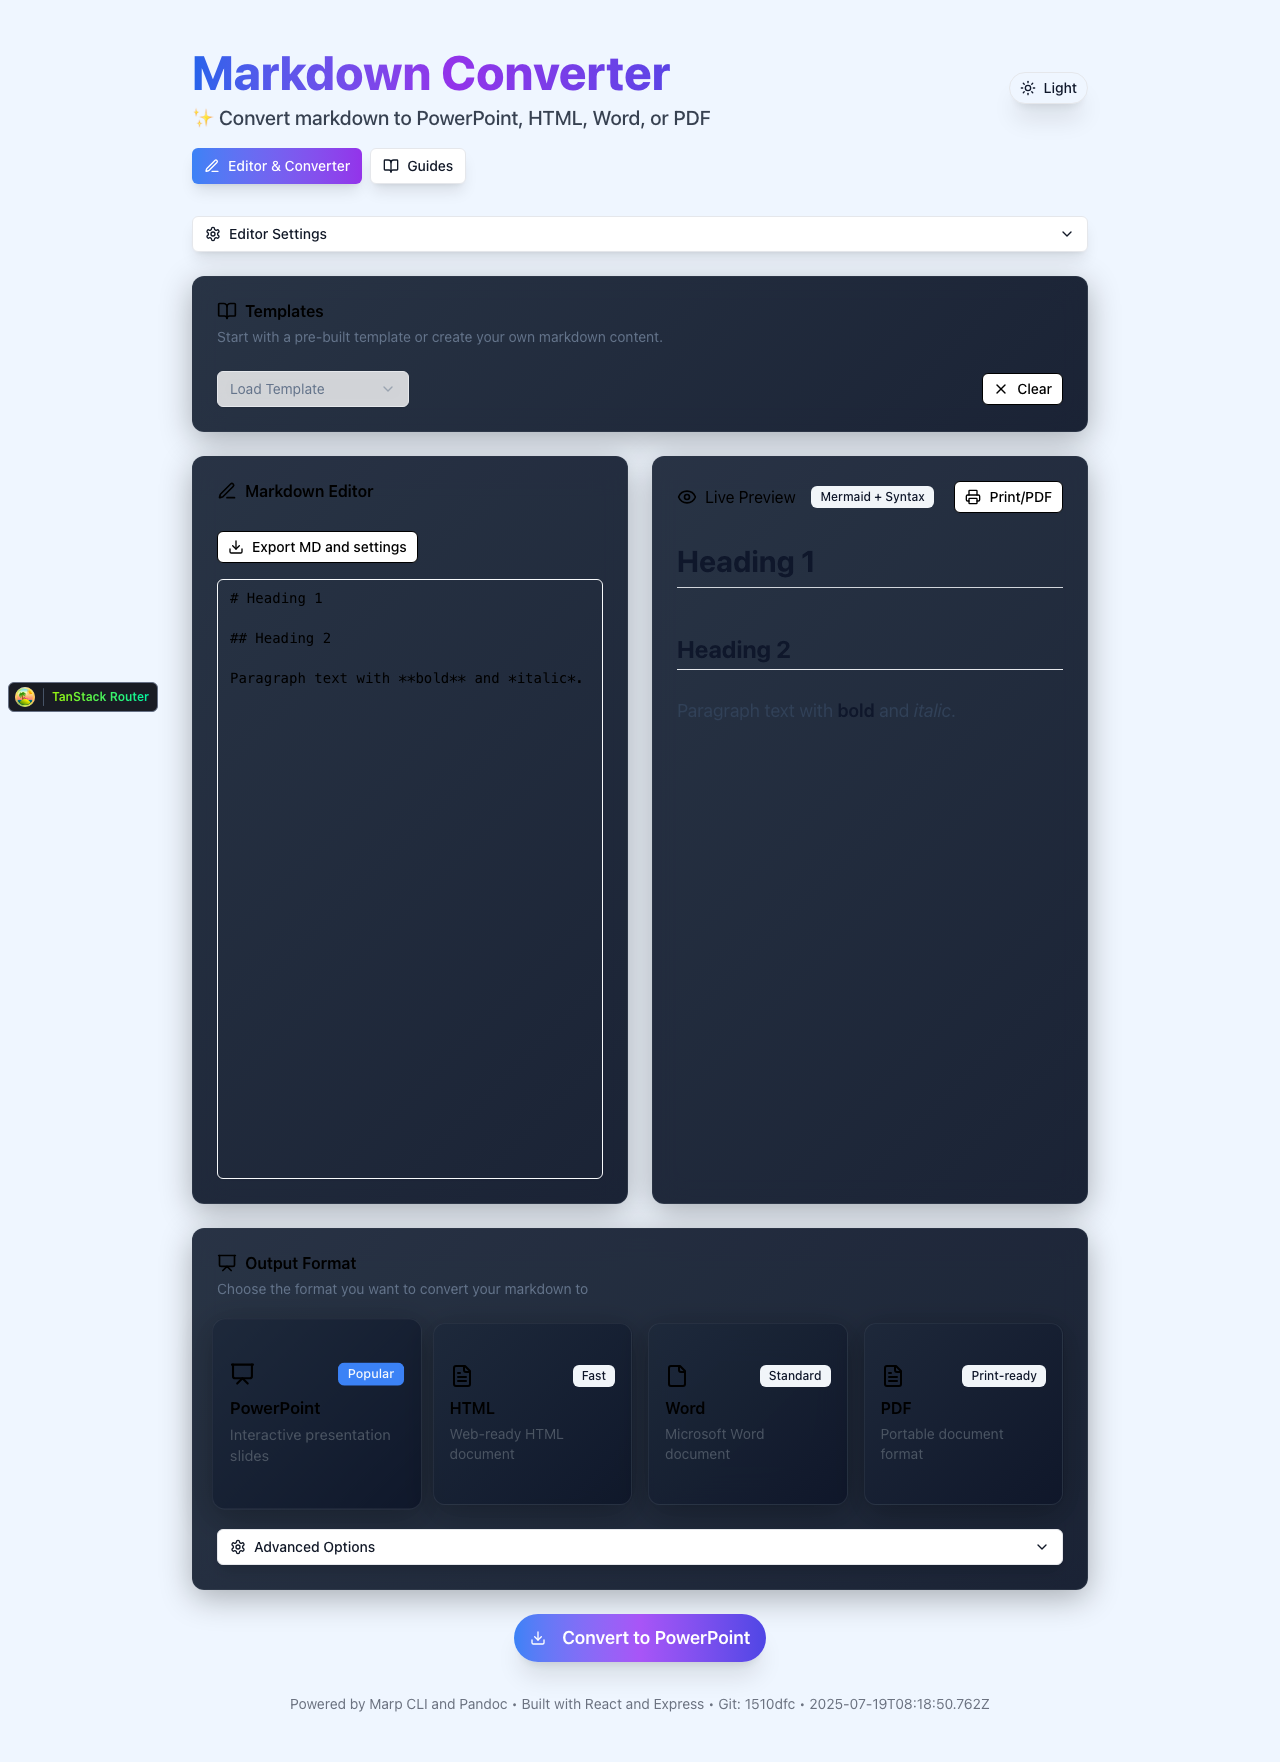 Markdown Converter
Light
✨ Convert markdown to PowerPoint, HTML, Word, or PDF
Editor & Converter
Guides
Editor Settings
Templates
Start with a pre-built template or create your own markdown content.
Load Template
Clear
Markdown Editor
Export MD and settings
# Heading 1
## Heading 2
Paragraph text with **bold** and *italic*.
Live Preview
Mermaid + Syntax
Print/PDF
Heading 1
Heading 2
Paragraph text with bold and italic.
TanStack Router
Output Format
Choose the format you want to convert your markdown to
Popular
PowerPoint
Interactive presentation
slides
Fast
HTML
Web-ready HTML
document
Standard
Word
Microsoft Word
document
Print-ready
PDF
Portable document
format
Advanced Options
Convert to PowerPoint
Powered by Marp CLI and Pandoc • Built with React and Express • Git: 1510dfc • 2025-07-19T08:18:50.762Z